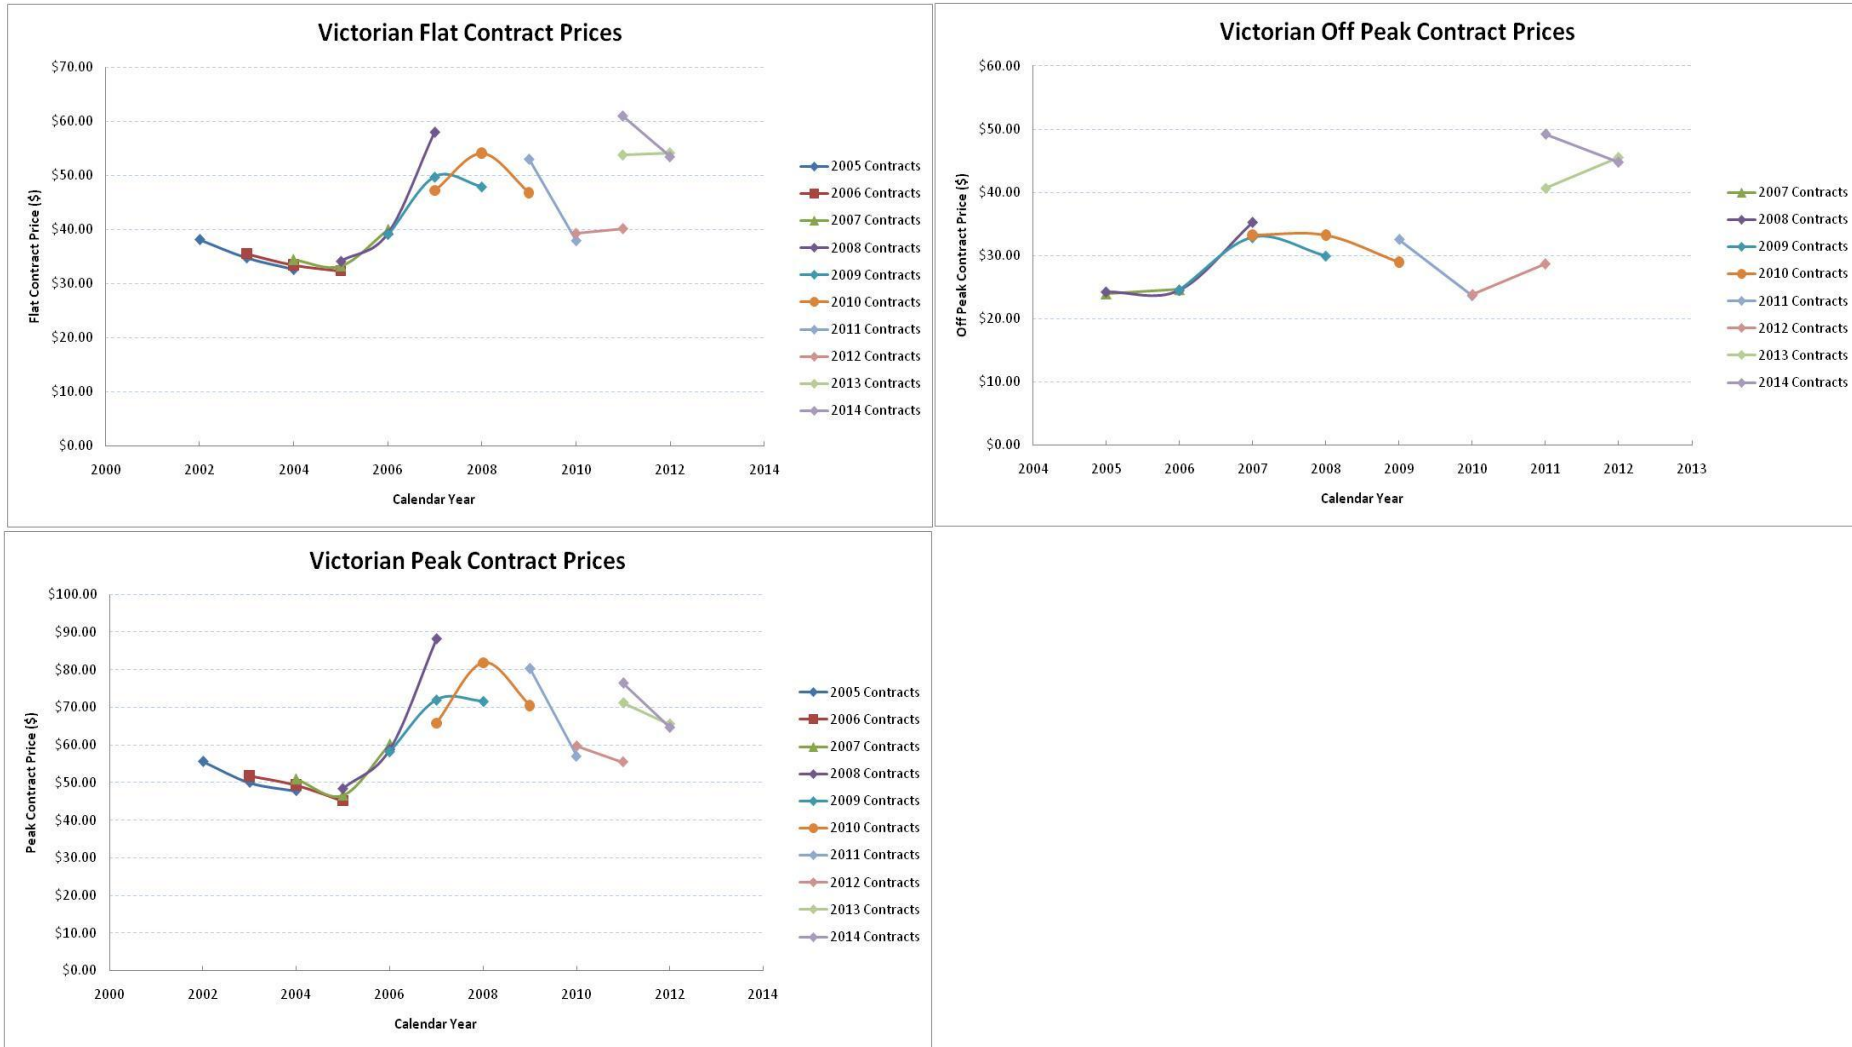 Victorian Flat Contract Prices
$70.00
$60.00
$50.00
$40.00
$30.00
$20.00
$10.00
$0.00
Flat Contract Price ($)
2000 2002 2004 2006 2008 2010 2012 2014
Calendar Year
2005 Contracts
2006 Contracts
2007 Contracts
2008 Contracts
2009 Contracts
2010 Contracts
2011 Contracts
2012 Contracts
2013 Contracts
2014 Contracts
Victorian Off Peak Contract Prices
$60.00
$50.00
$40.00
$30.00
$20.00
$10.00
$0.00
Off Peak Contract Price ($)
2004 2005 2006 2007 2008 2009 2010 2011 2012 2013
Calendar Year
2007 Contracts
2008 Contracts
2009 Contracts
2010 Contracts
2011 Contracts
2012 Contracts
2013 Contracts
2014 Contracts
Victorian Peak Contract Prices
$100.00
$90.00
$80.00
$70.00
$60.00
$50.00
$40.00
$30.00
$20.00
$10.00
$0.00
Peak Contract Price ($)
2000 2002 2004 2006 2008 2010 2012 2014
Calendar Year
2005 Contracts
2006 Contracts
2007 Contracts
2008 Contracts
2009 Contracts
2010 Contracts
2011 Contracts
2012 Contracts
2013 Contracts
2014 Contracts